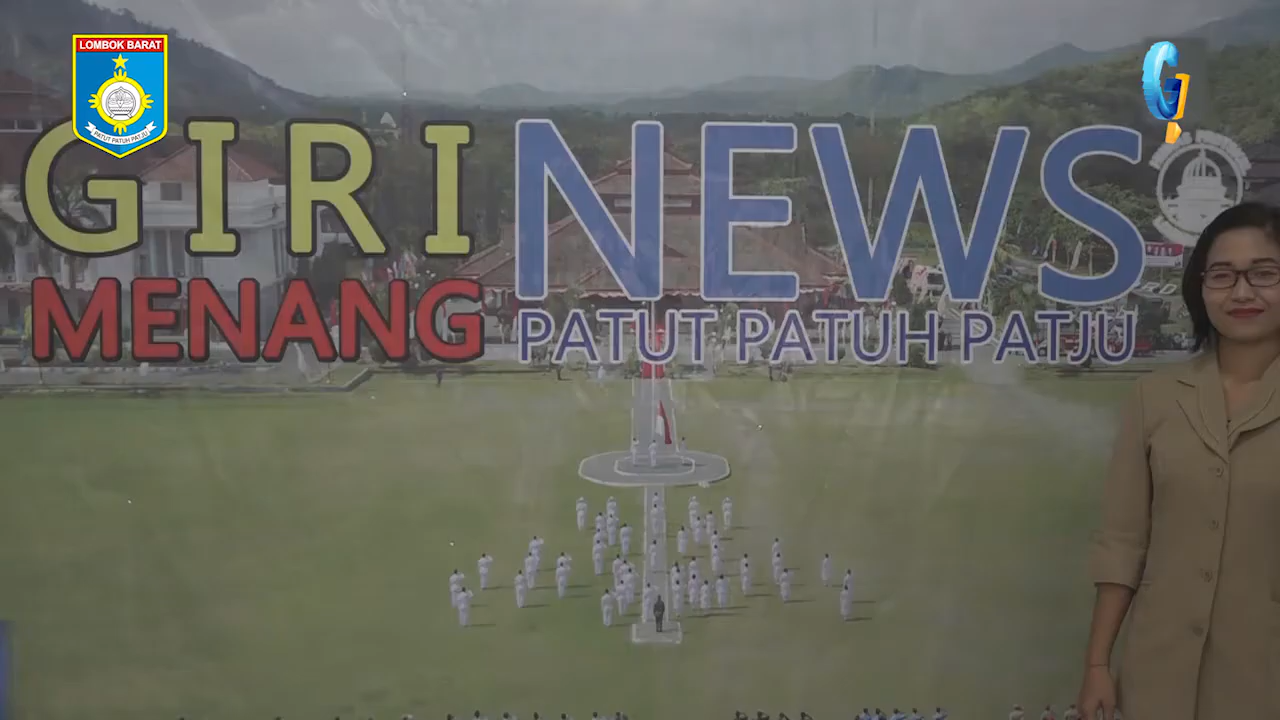 LOMBOK BARAT
PATUT PATUH PATJU
GIRI
MENANG
NEWS
PATUT PATUH PATJU